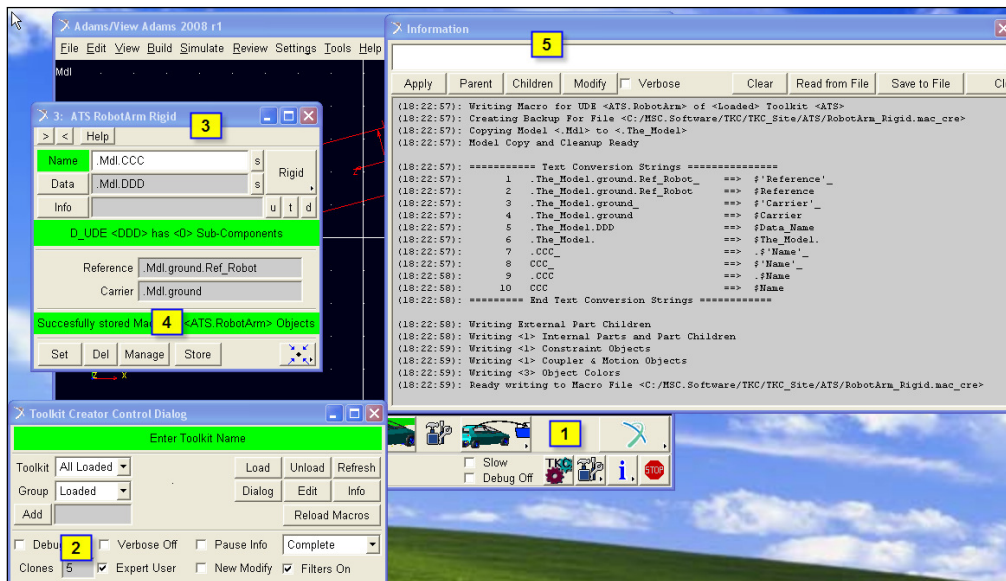 Adams/View Adams 2008 r1
File Edit View Build Simulate Review Settings Tools Help
Mdl
3: ATS RobotArm Rigid
3
> < Help
Name .Mdl.CCC s
Rigid
Data .Mdl.DDD s
Info u t d
D_UDE <DDD> has <0> Sub-Components
Reference .Mdl.ground.Ref_Robot
Carrier .Mdl.ground
Succesfully stored Mac 4 <ATS.RobotArm> Objects
Set Del Manage Store
z x
Toolkit Creator Control Dialog
Enter Toolkit Name
Toolkit All Loaded Load Unload Refresh
Group Loaded Dialog Edit Info
Add Reload Macros
Verbose Off Pause Info Complete
2
Clones 5 Expert User New Modify Filters On
Information
5
Apply Parent Children Modify Verbose Clear Read from File Save to File
(18:22:57): Writing Macro for UDE <ATS.RobotArm> of <Loaded> Toolkit <ATS>
(18:22:57): Creating Backup For File <C:/MSC.Software/TKC/TKC_Site/ATS/RobotArm_Rigid.mac_cre>
(18:22:57): Copying Model <.Mdl> to <.The_Model>
(18:22:57): Model Copy and Cleanup Ready
(18:22:57): =========== Text Conversion Strings ===============
(18:22:57): 1 .The_Model.ground.Ref_Robot_ ==> $'Reference'_
(18:22:57): 2 .The_Model.ground.Ref_Robot ==> $Reference
(18:22:57): 3 .The_Model.ground_ ==> $'Carrier'_
(18:22:57): 4 .The_Model.ground ==> $Carrier
(18:22:57): 5 .The_Model.DDD ==> $Data_Name
(18:22:57): 6 .The_Model. ==> $The_Model.
(18:22:57): 7 .CCC_ ==> .$'Name'_
(18:22:58): 8 CCC_ ==> $'Name'_
(18:22:58): 9 .CCC ==> .$Name
(18:22:58): 10 CCC ==> $Name
(18:22:58): ========= End Text Conversion Strings ============
(18:22:58): Writing External Part Children
(18:22:58): Writing <1> Internal Parts and Part Children
(18:22:59): Writing <1> Constraint Objects
(18:22:59): Writing <1> Coupler & Motion Objects
(18:22:59): Writing <3> Object Colors
(18:22:59): Ready writing to Macro File <C:/MSC.Software/TKC/TKC_Site/ATS/RobotArm_Rigid.mac_cre>
1
Slow
Debug Off
TKC i STOP